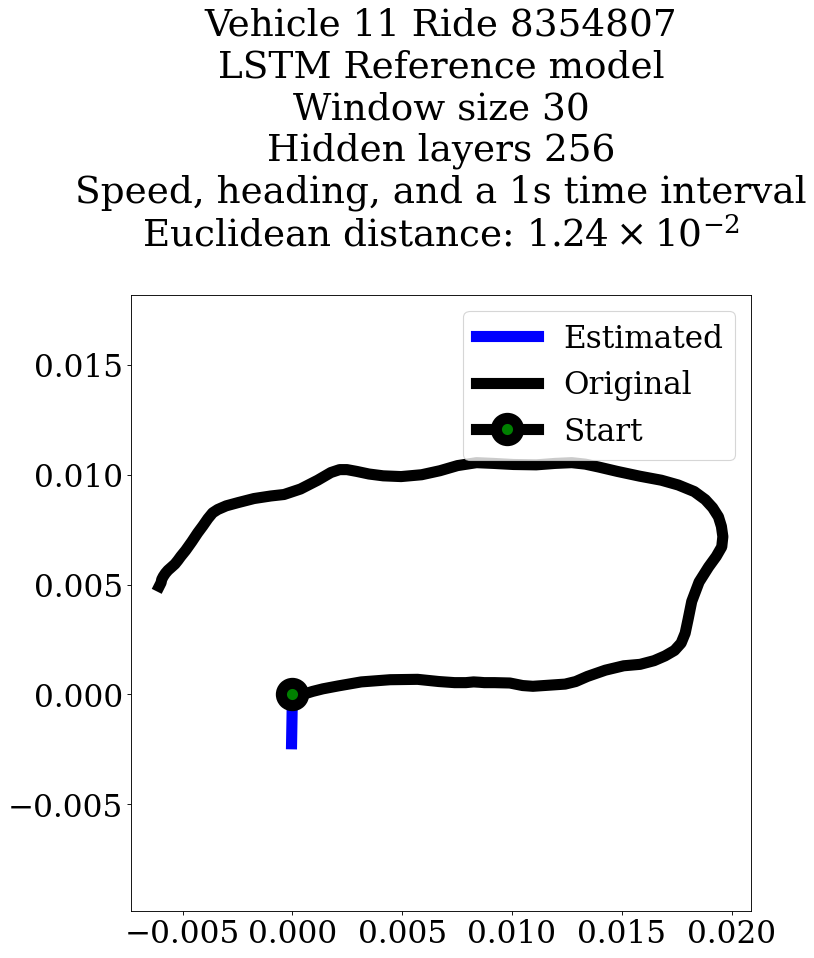 Vehicle 11 Ride 8354807
LSTM Reference model
Window size 30
Hidden layers 256
Speed, heading, and a 1s time interval
Euclidean distance: 1.24 × 10⁻²
Estimated
Original
Start
0.015
0.010
0.005
0.000
−0.005
−0.005 0.000 0.005 0.010 0.015 0.020